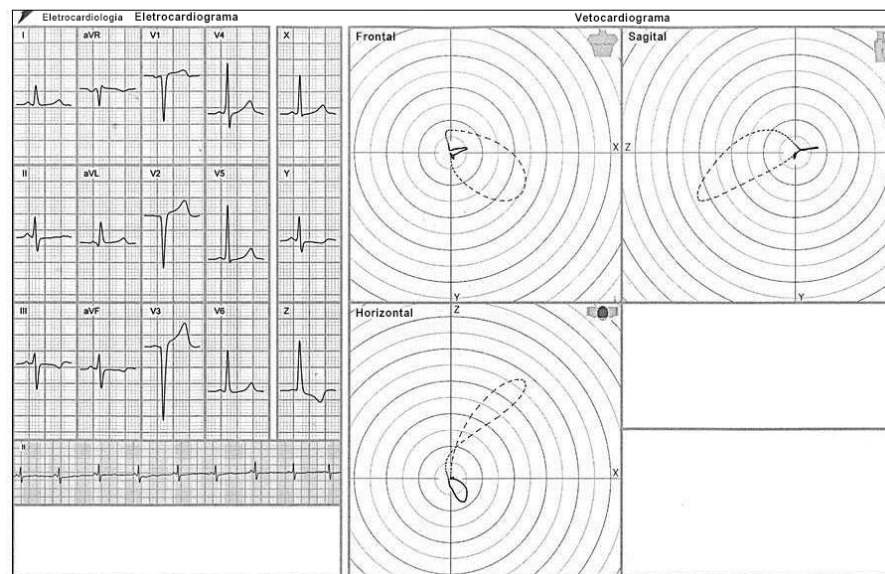 Eletrocardiologia Eletrocardiograma
Vetocardiograma
I aVR V1 V4 X
II aVL V2 V5 Y
III aVF V3 V6 Z
II
Frontal
X
Y
Sagital
Z
Y
Horizontal
Z
X